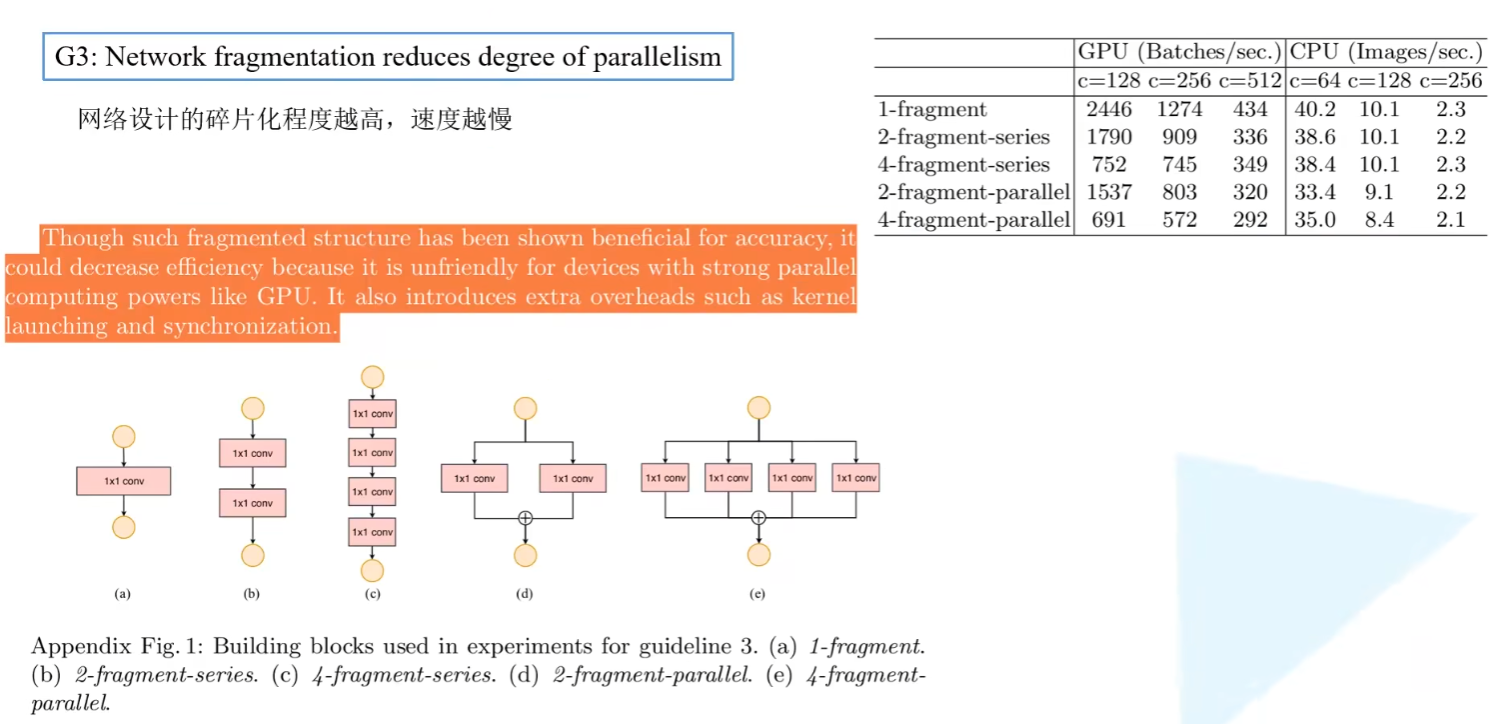 G3: Network fragmentation reduces degree of parallelism
网络设计的碎片化程度越高，速度越慢
GPU (Batches/sec.) CPU (Images/sec.)
c=128 c=256 c=512 c=64 c=128 c=256
1-fragment 2446 1274 434 40.2 10.1 2.3
2-fragment-series 1790 909 336 38.6 10.1 2.2
4-fragment-series 752 745 349 38.4 10.1 2.3
2-fragment-parallel 1537 803 320 33.4 9.1 2.2
4-fragment-parallel 691 572 292 35.0 8.4 2.1
Though such fragmented structure has been shown beneficial for accuracy, it
could decrease efficiency because it is unfriendly for devices with strong parallel
computing powers like GPU. It also introduces extra overheads such as kernel
launching and synchronization.
1x1 conv
(a)
1x1 conv
1x1 conv
(b)
1x1 conv
1x1 conv
1x1 conv
1x1 conv
(c)
1x1 conv 1x1 conv
(d)
1x1 conv 1x1 conv 1x1 conv 1x1 conv
(e)
Appendix Fig. 1: Building blocks used in experiments for guideline 3. (a) 1-fragment.
(b) 2-fragment-series. (c) 4-fragment-series. (d) 2-fragment-parallel. (e) 4-fragment-
parallel.